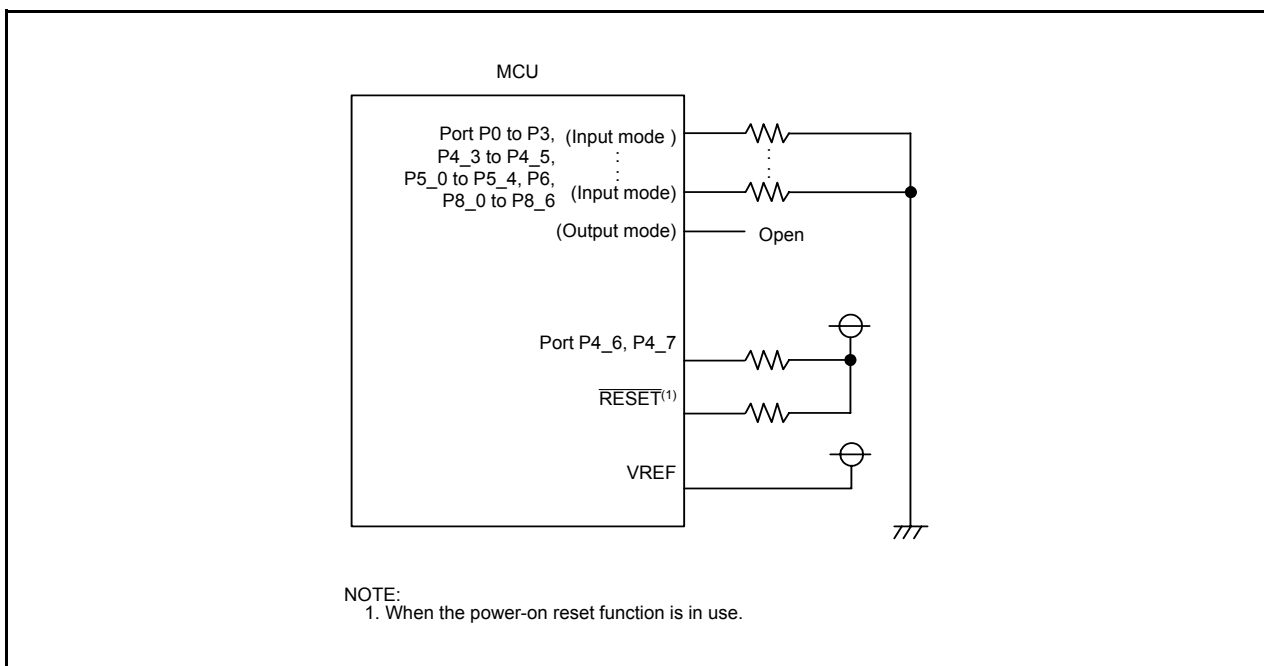 MCU
Port P0 to P3, (Input mode )
P4_3 to P4_5,
P5_0 to P5_4, P6,
P8_0 to P8_6 (Input mode)
(Output mode) Open
Port P4_6, P4_7
RESET(1)
VREF
NOTE:
1. When the power-on reset function is in use.